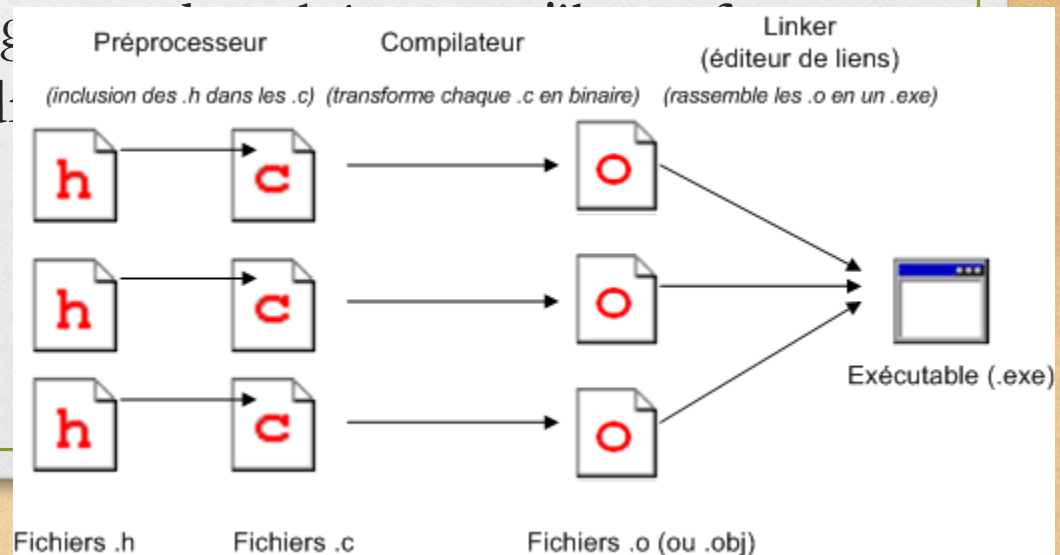 Préprocesseur
Compilateur
Linker
(éditeur de liens)
(inclusion des .h dans les .c)
(transforme chaque .c en binaire)
(rassemble les .o en un .exe)
h
c
o
h
c
o
h
c
o
Exécutable (.exe)
Fichiers .h
Fichiers .c
Fichiers .o (ou .obj)